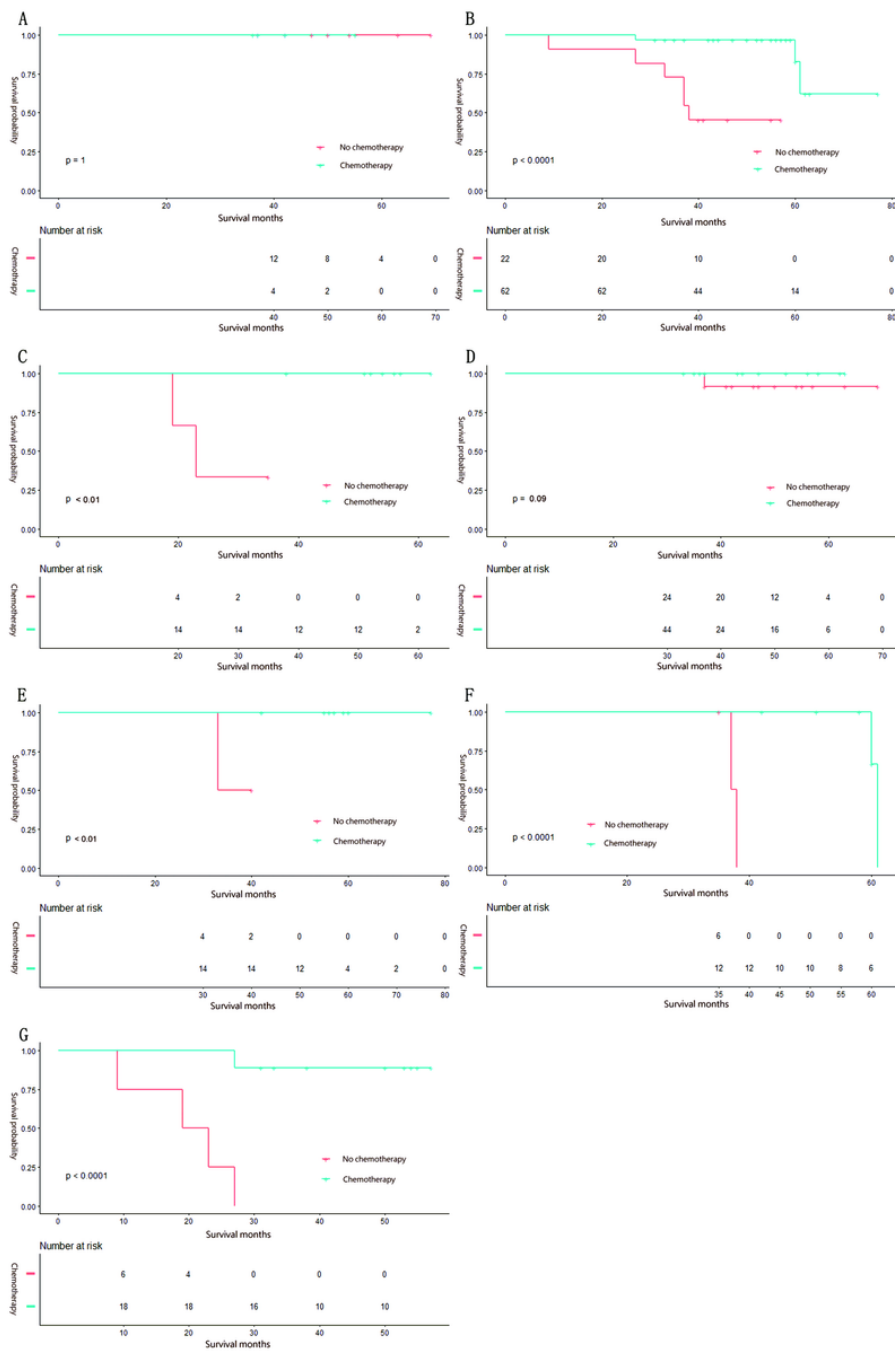 A
1.00
0.75
0.50
0.25
0.00
Survival probability
p = 1
No chemotherapy
Chemotherapy
0 20 40 60
Survival months
Number at risk
Chemotherapy
12 8 4 0
4 2 0 0
40 50 60 70
Survival months
B
1.00
0.75
0.50
0.25
0.00
Survival probability
p < 0.0001
No chemotherapy
Chemotherapy
0 20 40 60 80
Survival months
Number at risk
Chemotherapy
22 20 10 0 0
62 62 44 14 0
0 20 40 60 80
Survival months
C
1.00
0.75
0.50
0.25
0.00
Survival probability
p < 0.01
No chemotherapy
Chemotherapy
0 20 40 60
Survival months
Number at risk
Chemotherapy
4 2 0 0 0
14 14 12 12 2
20 30 40 50 60
Survival months
D
1.00
0.75
0.50
0.25
0.00
Survival probability
p = 0.09
No chemotherapy
Chemotherapy
0 20 40 60
Survival months
Number at risk
Chemotherapy
24 20 12 4 0
44 24 16 6 0
30 40 50 60 70
Survival months
E
1.00
0.75
0.50
0.25
0.00
Survival probability
p < 0.01
No chemotherapy
Chemotherapy
0 20 40 60 80
Survival months
Number at risk
Chemotherapy
4 2 0 0 0 0
14 14 12 4 2 0
30 40 50 60 70 80
Survival months
F
1.00
0.75
0.50
0.25
0.00
Survival probability
p < 0.0001
No chemotherapy
Chemotherapy
0 20 40 60
Survival months
Number at risk
Chemotherapy
6 0 0 0 0 0
12 12 10 10 8 6
35 40 45 50 55 60
Survival months
G
1.00
0.75
0.50
0.25
0.00
Survival probability
p < 0.0001
No chemotherapy
Chemotherapy
0 10 20 30 40 50
Survival months
Number at risk
Chemotherapy
6 4 0 0 0
18 18 16 10 10
10 20 30 40 50
Survival months